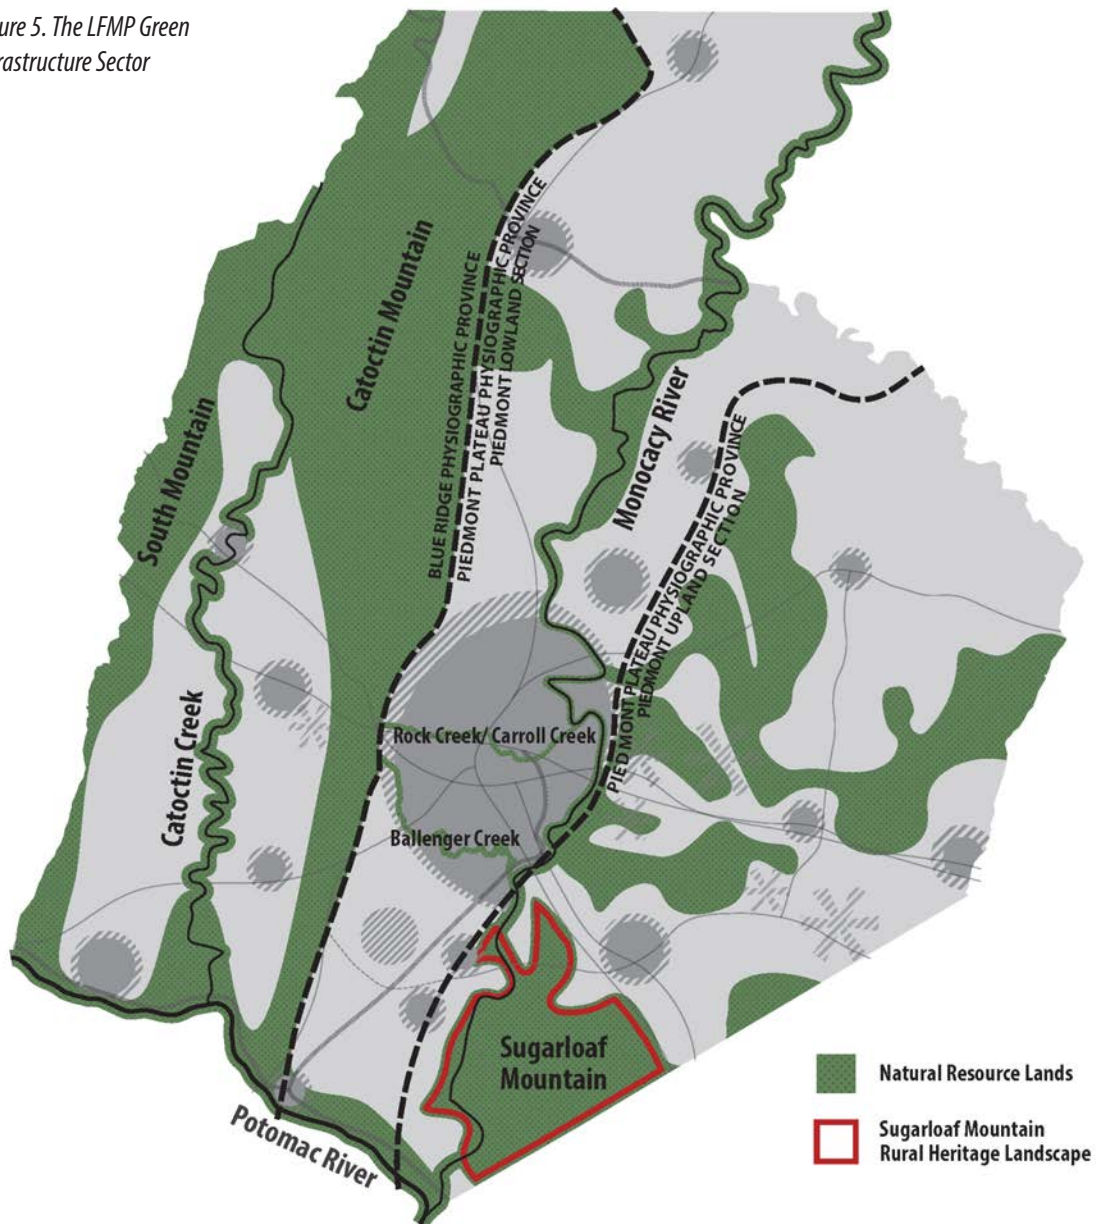 ure 5. The LFMP Green
rastructure Sector
Catoctin Mountain
BLUE RIDGE PHYSIOGRAPHIC PROVINCE
PIEDMONT PLATEAU PHYSIOGRAPHIC PROVINCE
PIEDMONT LOWLAND SECTION
South Mountain
Monocacy River
PIEDMONT PLATEAU PHYSIOGRAPHIC PROVINCE
PIEDMONT UPLAND SECTION
Catoctin Creek
Rock Creek/ Carroll Creek
Ballenger Creek
Sugarloaf
Mountain
Potomac River
Natural Resource Lands
Sugarloaf Mountain
Rural Heritage Landscape